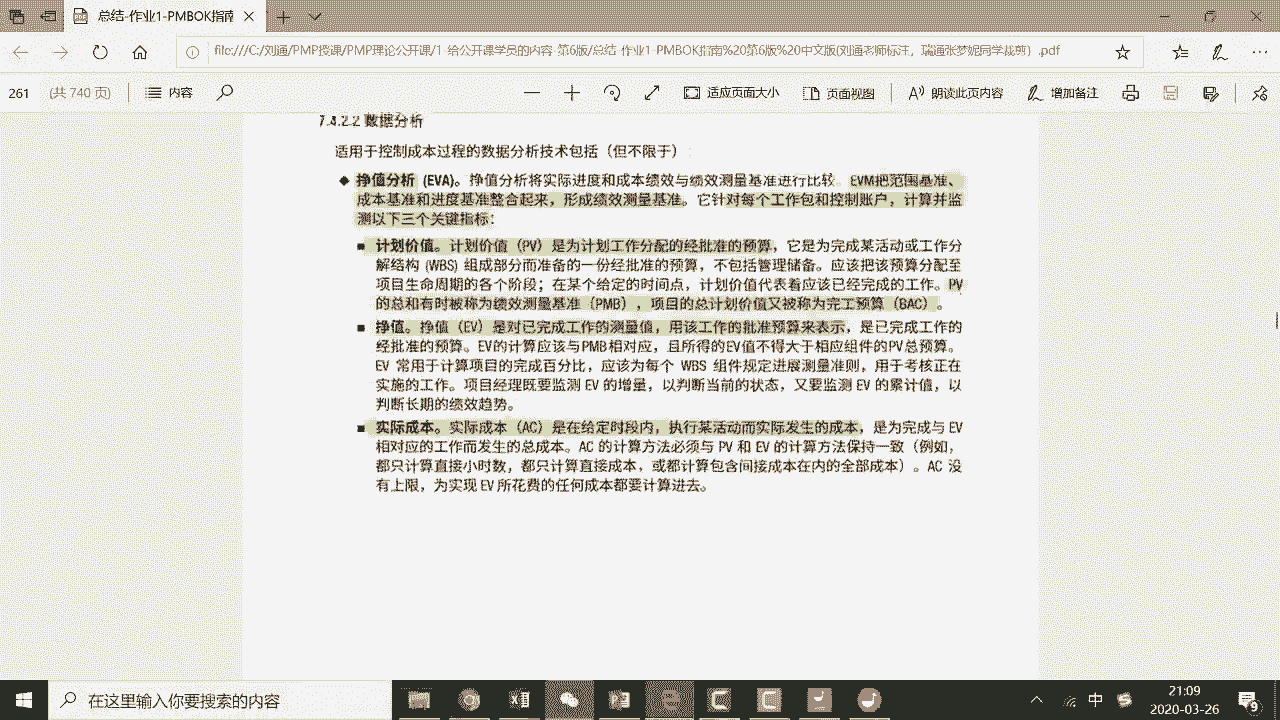 总结-作业1-PMBOK指南
file:///C:/刘通/PMP授课/PMP理论公开课/1-给公开课学员的内容-第6版/总结-作业1-PMBOK指南%20第6版%20中文版(刘通老师标注，瑞通张梦妮同学裁剪）.pdf
261 (共 740 页) 内容 适应页面大小 页面视图 朗读此页内容 增加备注
7.4.2.2 数据分析
适用于控制成本过程的数据分析技术包括（但不限于）：
◆ 挣值分析 (EVA)。挣值分析将实际进度和成本绩效与绩效测量基准进行比较。EVM把范围基准、
成本基准和进度基准整合起来，形成绩效测量基准。它针对每个工作包和控制账户，计算并监
测以下三个关键指标：
■ 计划价值。计划价值（PV）是为计划工作分配的经批准的预算，它是为完成某活动或工作分
解结构 (WBS) 组成部分而准备的一份经批准的预算，不包括管理储备。应该把该预算分配至
项目生命周期的各个阶段；在某个给定的时间点，计划价值代表着应该已经完成的工作。PV
的总和有时被称为绩效测量基准（PMB），项目的总计划价值又被称为完工预算（BAC）。
■ 挣值。挣值（EV）是对已完成工作的测量值，用该工作的批准预算来表示，是已完成工作的
经批准的预算。EV的计算应该与PMB相对应，且所得的EV值不得大于相应组件的PV总预算。
EV 常用于计算项目的完成百分比，应该为每个 WBS 组件规定进展测量准则，用于考核正在
实施的工作。项目经理既要监测 EV 的增量，以判断当前的状态，又要监测 EV 的累计值，以
判断长期的绩效趋势。
■ 实际成本。实际成本（AC）是在给定时段内，执行某活动而实际发生的成本，是为完成与 EV
相对应的工作而发生的总成本。AC 的计算方法必须与 PV 和 EV 的计算方法保持一致（例如，
都只计算直接小时数，都只计算直接成本，或都计算包含间接成本在内的全部成本）。AC 没
有上限，为实现 EV 所花费的任何成本都要计算进去。
在这里输入你要搜索的内容
中
21:09
2020-03-26
9